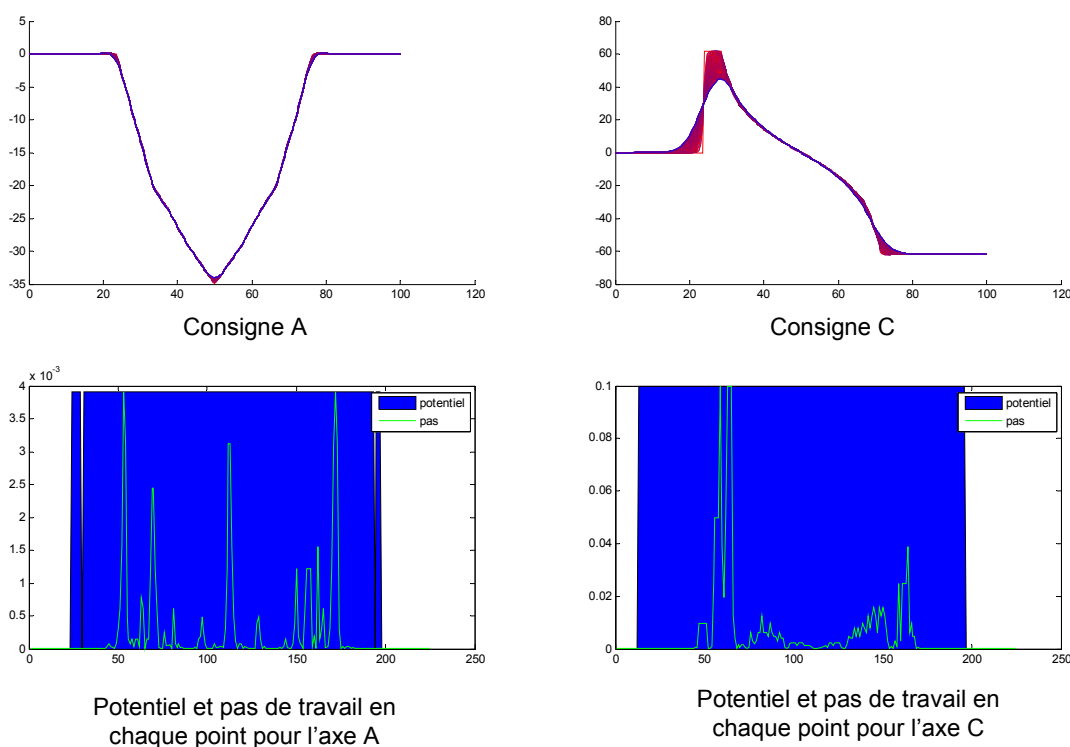 5
0
-5
-10
-15
-20
-25
-30
-35
0 20 40 60 80 100 120
Consigne A
80
60
40
20
0
-20
-40
-60
-80
0 20 40 60 80 100 120
Consigne C
x 10⁻³
4
3.5
3
2.5
2
1.5
1
0.5
0
0 50 100 150 200 250
potentiel
pas
Potentiel et pas de travail en
chaque point pour l'axe A
0.1
0.08
0.06
0.04
0.02
0
0 50 100 150 200 250
potentiel
pas
Potentiel et pas de travail en
chaque point pour l'axe C